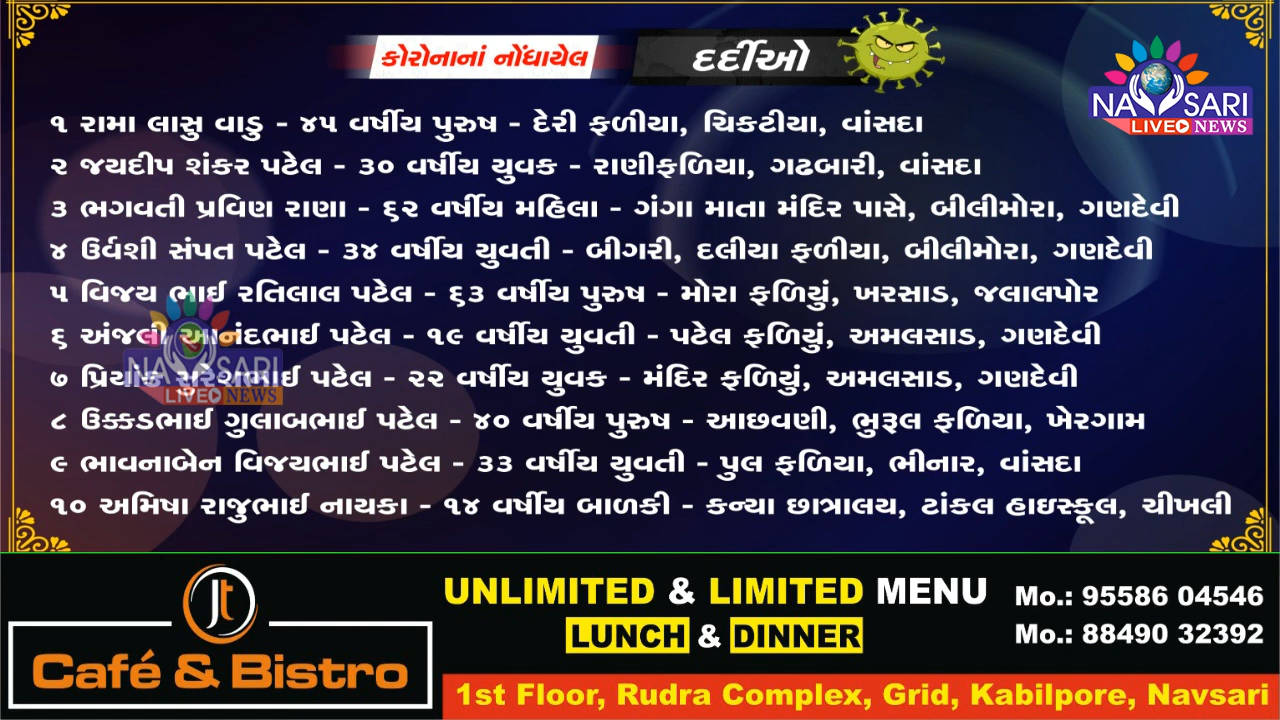 કોરોનાનાં નોંધાયેલ દર્દીઓ
NAVSARI
LIVE NEWS
૧ રામા લાસુ વાડુ - ૪૫ વર્ષીય પુરુષ - દેરી ફળીયા, ચિકટીયા, વાંસદા
૨ જયદીપ શંકર પટેલ - ૩૦ વર્ષીય યુવક - રાણીફળિયા, ગઢબારી, વાંસદા
૩ ભગવતી પ્રવિણ રાણા - ૬૨ વર્ષીય મહિલા - ગંગા માતા મંદિર પાસે, બીલીમોરા, ગણદેવી
૪ ઉર્વશી સંપત પટેલ - ૩૪ વર્ષીય યુવતી - બીગરી, દલીયા ફળીયા, બીલીમોરા, ગણદેવી
૫ વિજય ભાઈ રતિલાલ પટેલ - ૬૩ વર્ષીય પુરુષ - મોરા ફળિયું, ખરસાડ, જલાલપોર
૬ અંજલી આનંદભાઈ પટેલ - ૧૯ વર્ષીય યુવતી - પટેલ ફળિયું, અમલસાડ, ગણદેવી
NAVSARI
LIVE NEWS
૭ પ્રિયાંક સુરેશભાઈ પટેલ - ૨૨ વર્ષીય યુવક - મંદિર ફળિયું, અમલસાડ, ગણદેવી
૮ ઉક્કડભાઈ ગુલાબભાઈ પટેલ - ૪૦ વર્ષીય પુરુષ - આછવણી, ભુરૂલ ફળિયા, ખેરગામ
૯ ભાવનાબેન વિજયભાઈ પટેલ - ૩૩ વર્ષીય યુવતી - પુલ ફળિયા, ભીનાર, વાંસદા
૧૦ અમિષા રાજુભાઈ નાયકા - ૧૪ વર્ષીય બાળકી - કન્યા છાત્રાલય, ટાંકલ હાઇસ્કૂલ, ચીખલી
Jt
Café & Bistro
UNLIMITED & LIMITED MENU
LUNCH & DINNER
Mo.: 95586 04546
Mo.: 88490 32392
1st Floor, Rudra Complex, Grid, Kabilpore, Navsari